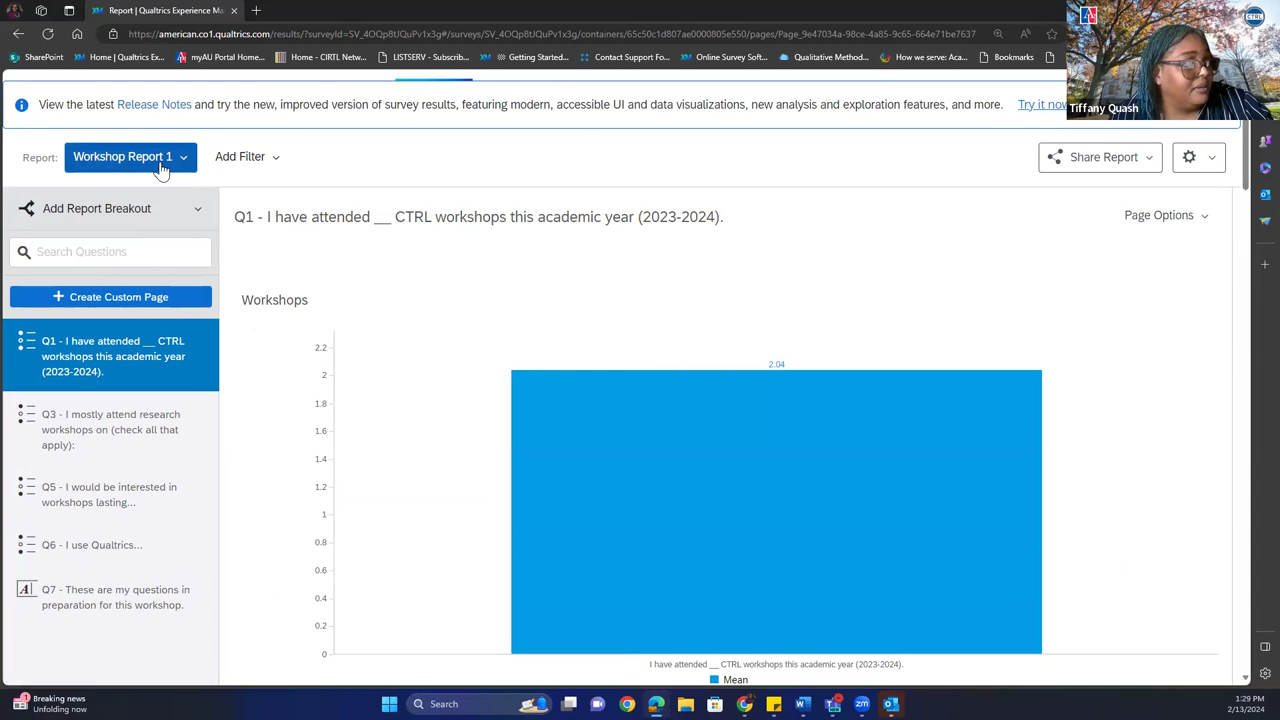 Report | Qualtrics Experience Ma
https://american.co1.qualtrics.com/results/?surveyId=SV_4OQp8tJQuPv1x3g#/surveys/SV_4OQp8tJQuPv1x3g/containers/65c50c1d807ae0000805e550/pages/Page_9e47034a-98ce-4a85-9c65-664e71be7637
SharePoint
Home | Qualtrics Ex...
myAU Portal Home...
Home - CIRTL Netw...
LISTSERV - Subscrib...
Getting Started...
Contact Support Fo...
Online Survey Soft...
Qualitative Method...
How we serve: Aca...
Bookmarks
CTRL
Tiffany Quash
View the latest Release Notes and try the new, improved version of survey results, featuring modern, accessible UI and data visualizations, new analysis and exploration features, and more. Try it now
Report: Workshop Report 1 Add Filter
Share Report
Add Report Breakout
Search Questions
+ Create Custom Page
Q1 - I have attended __ CTRL
workshops this academic year
(2023-2024).
Q3 - I mostly attend research
workshops on (check all that
apply):
Q5 - I would be interested in
workshops lasting...
Q6 - I use Qualtrics...
Q7 - These are my questions in
preparation for this workshop.
Q1 - I have attended __ CTRL workshops this academic year (2023-2024).
Page Options
Workshops
2.2
2
1.8
1.6
1.4
1.2
1
0.8
0.6
0.4
0.2
0
2.04
I have attended __ CTRL workshops this academic year (2023-2024).
Mean
Breaking news
Unfolding now
Search
1:29 PM
2/13/2024